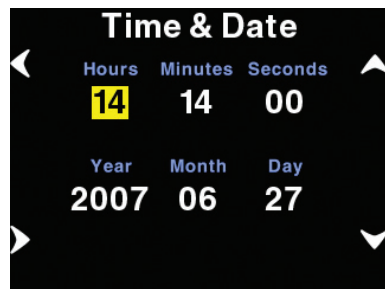 Time & Date
Hours Minutes Seconds
14 14 00
Year Month Day
2007 06 27